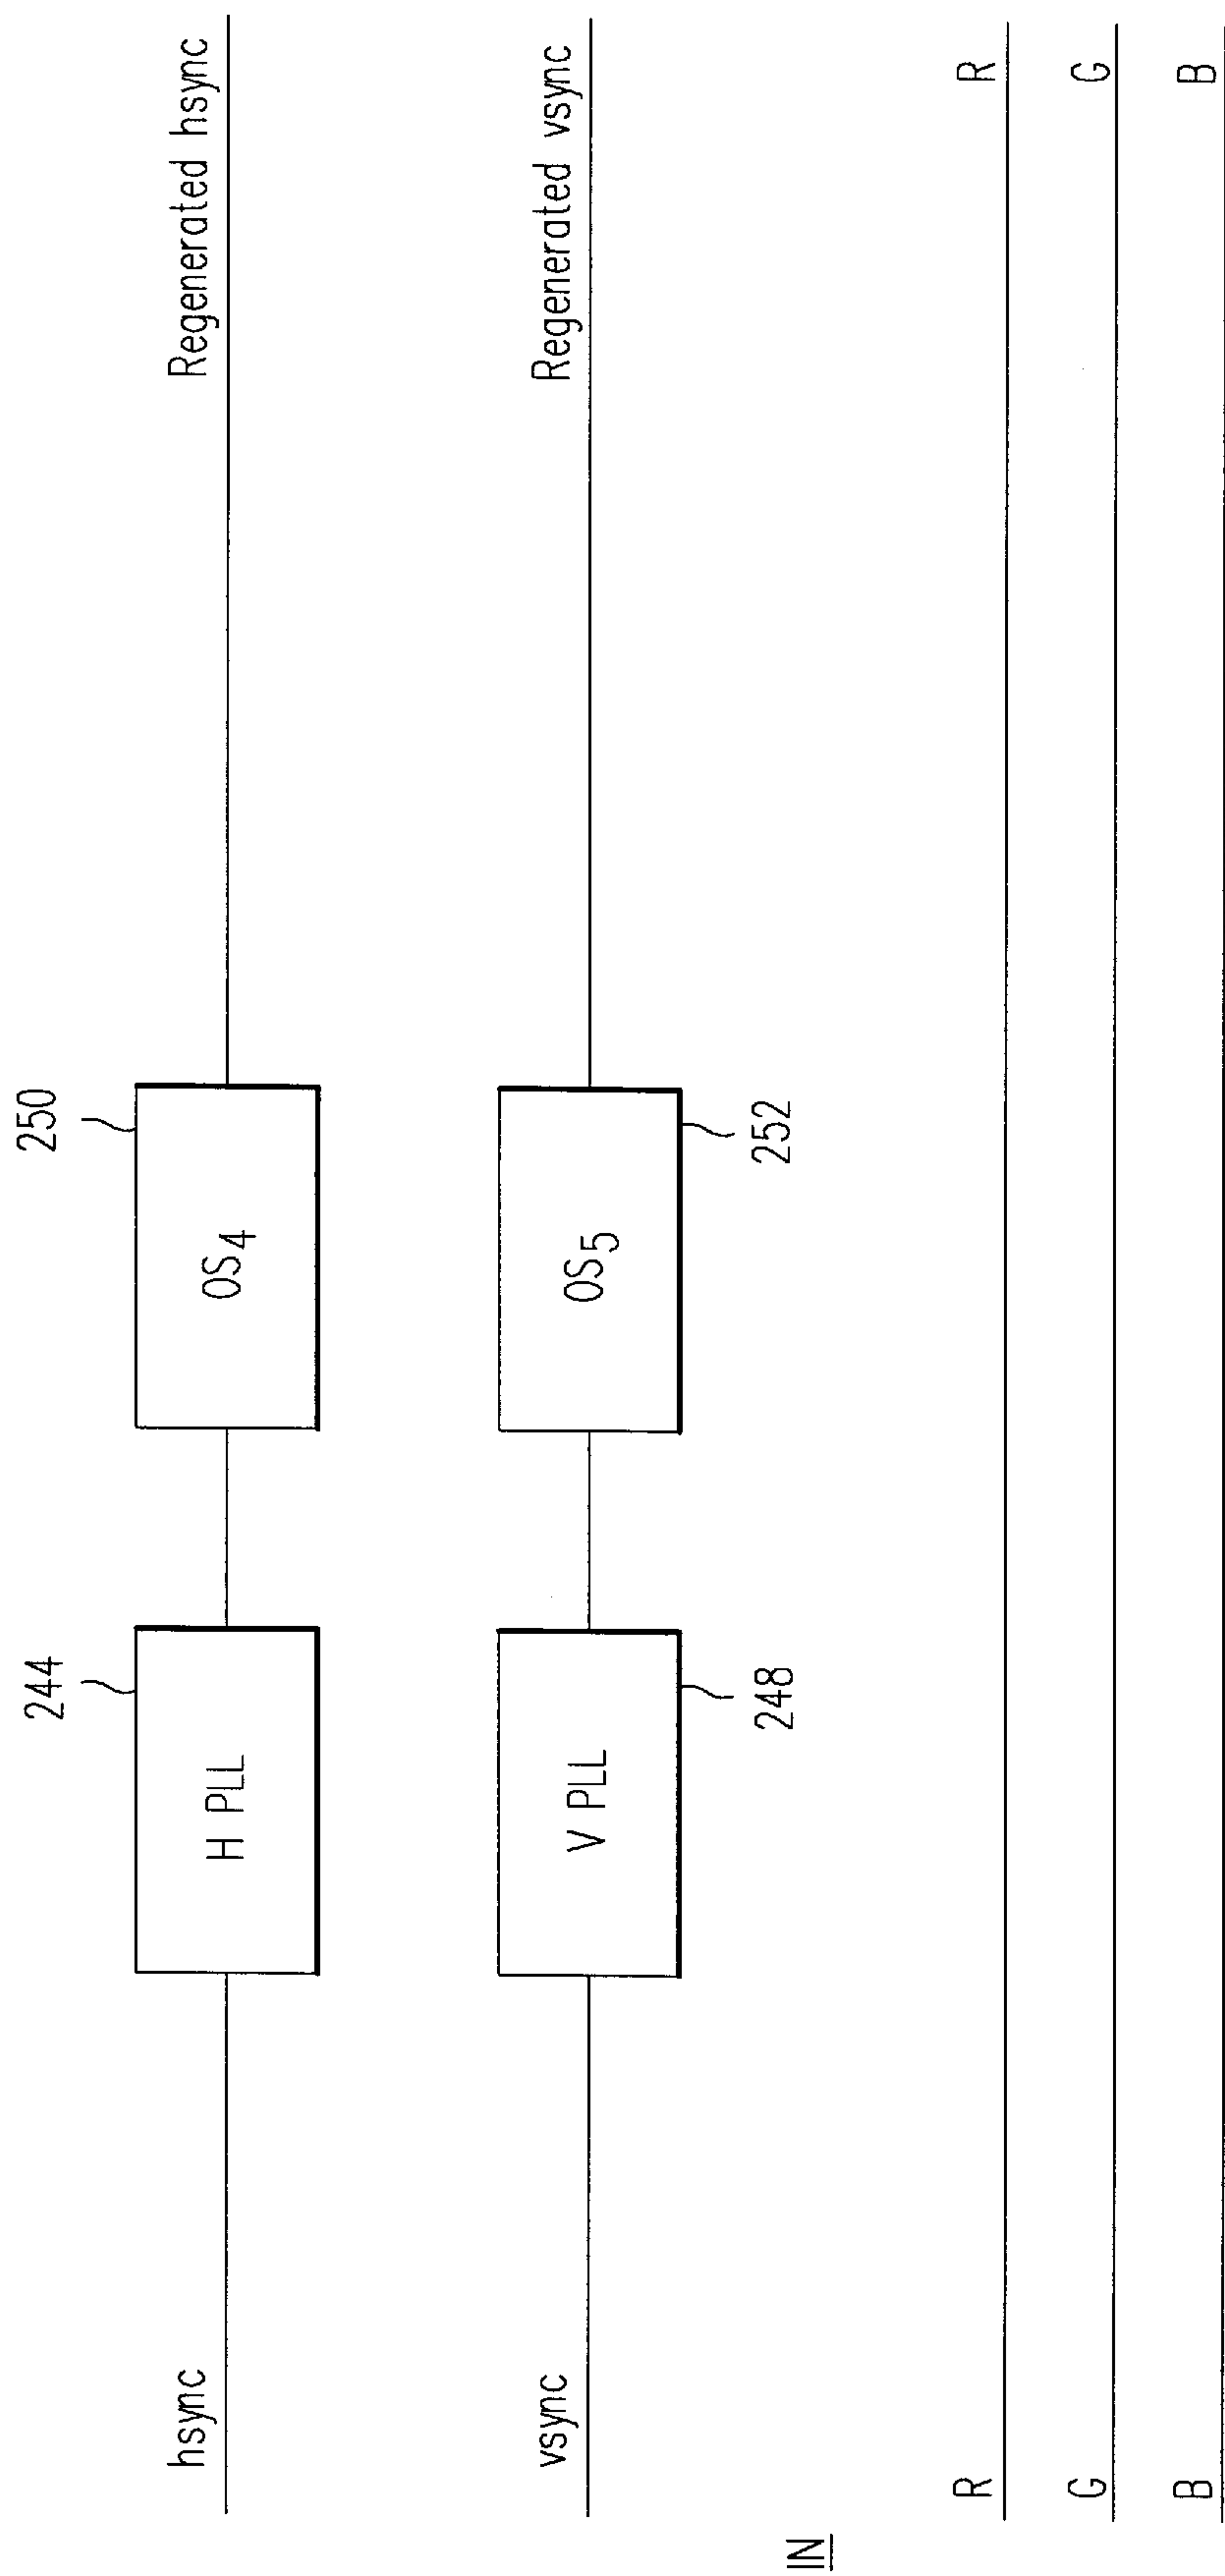 244
250
hsync
H PLL
OS4
Regenerated hsync
vsync
V PLL
OS5
Regenerated vsync
248
252
IN
R
R
G
G
B
B